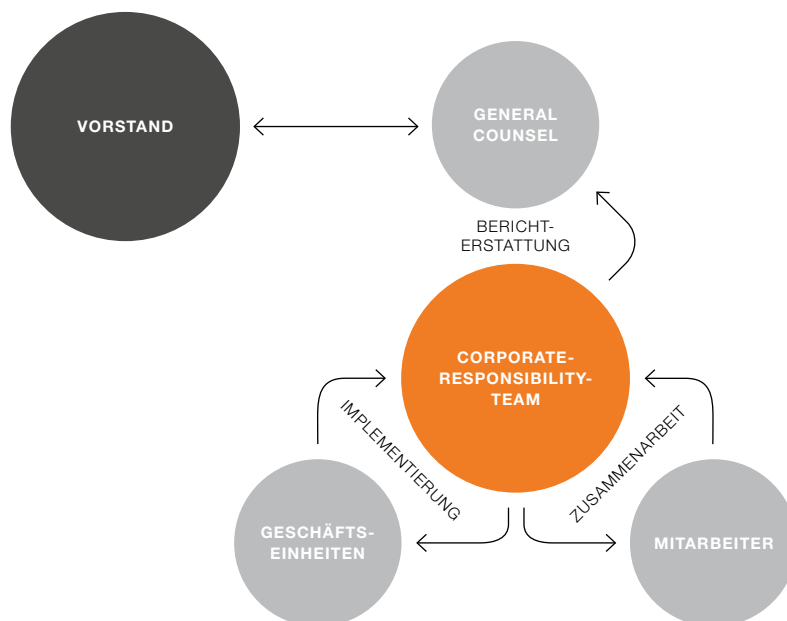 VORSTAND
GENERAL
COUNSEL
BERICHT-
ERSTATTUNG
CORPORATE-
RESPONSIBILITY-
TEAM
IMPLEMENTIERUNG
ZUSAMMENARBEIT
GESCHÄFTS-
EINHEITEN
MITARBEITER